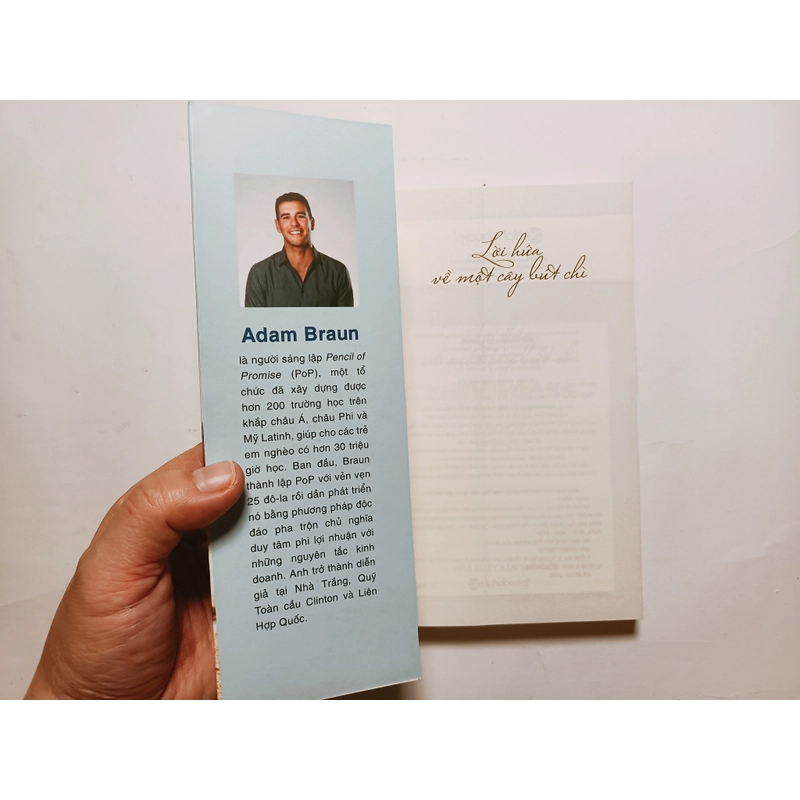 Adam Braun
là người sáng lập Pencil of
Promise (PoP), một tổ
chức đã xây dựng được
hơn 200 trường học trên
khắp châu Á, châu Phi và
Mỹ Latinh, giúp cho các trẻ
em nghèo có hơn 30 triệu
giờ học. Ban đầu, Braun
thành lập PoP với vẻn vẹn
25 đô-la rồi dần phát triển
nó bằng phương pháp độc
đáo pha trộn chủ nghĩa
duy tâm phi lợi nhuận với
những nguyên tắc kinh
doanh. Anh trở thành diễn
giả tại Nhà Trắng, Quỹ
Toàn cầu Clinton và Liên
Hợp Quốc.
Lời hứa
về một cây bút chì